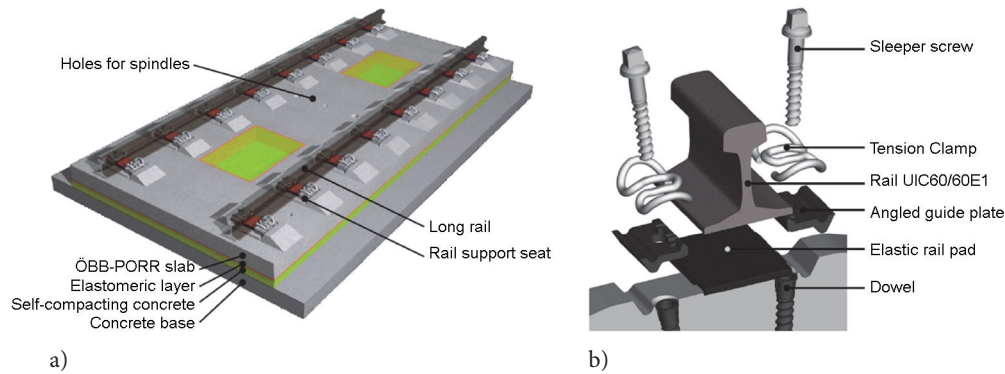 Holes for spindles
Long rail
Rail support seat
ÖBB-PORR slab
Elastomeric layer
Self-compacting concrete
Concrete base
a)
Sleeper screw
Tension Clamp
Rail UIC60/60E1
Angled guide plate
Elastic rail pad
Dowel
b)